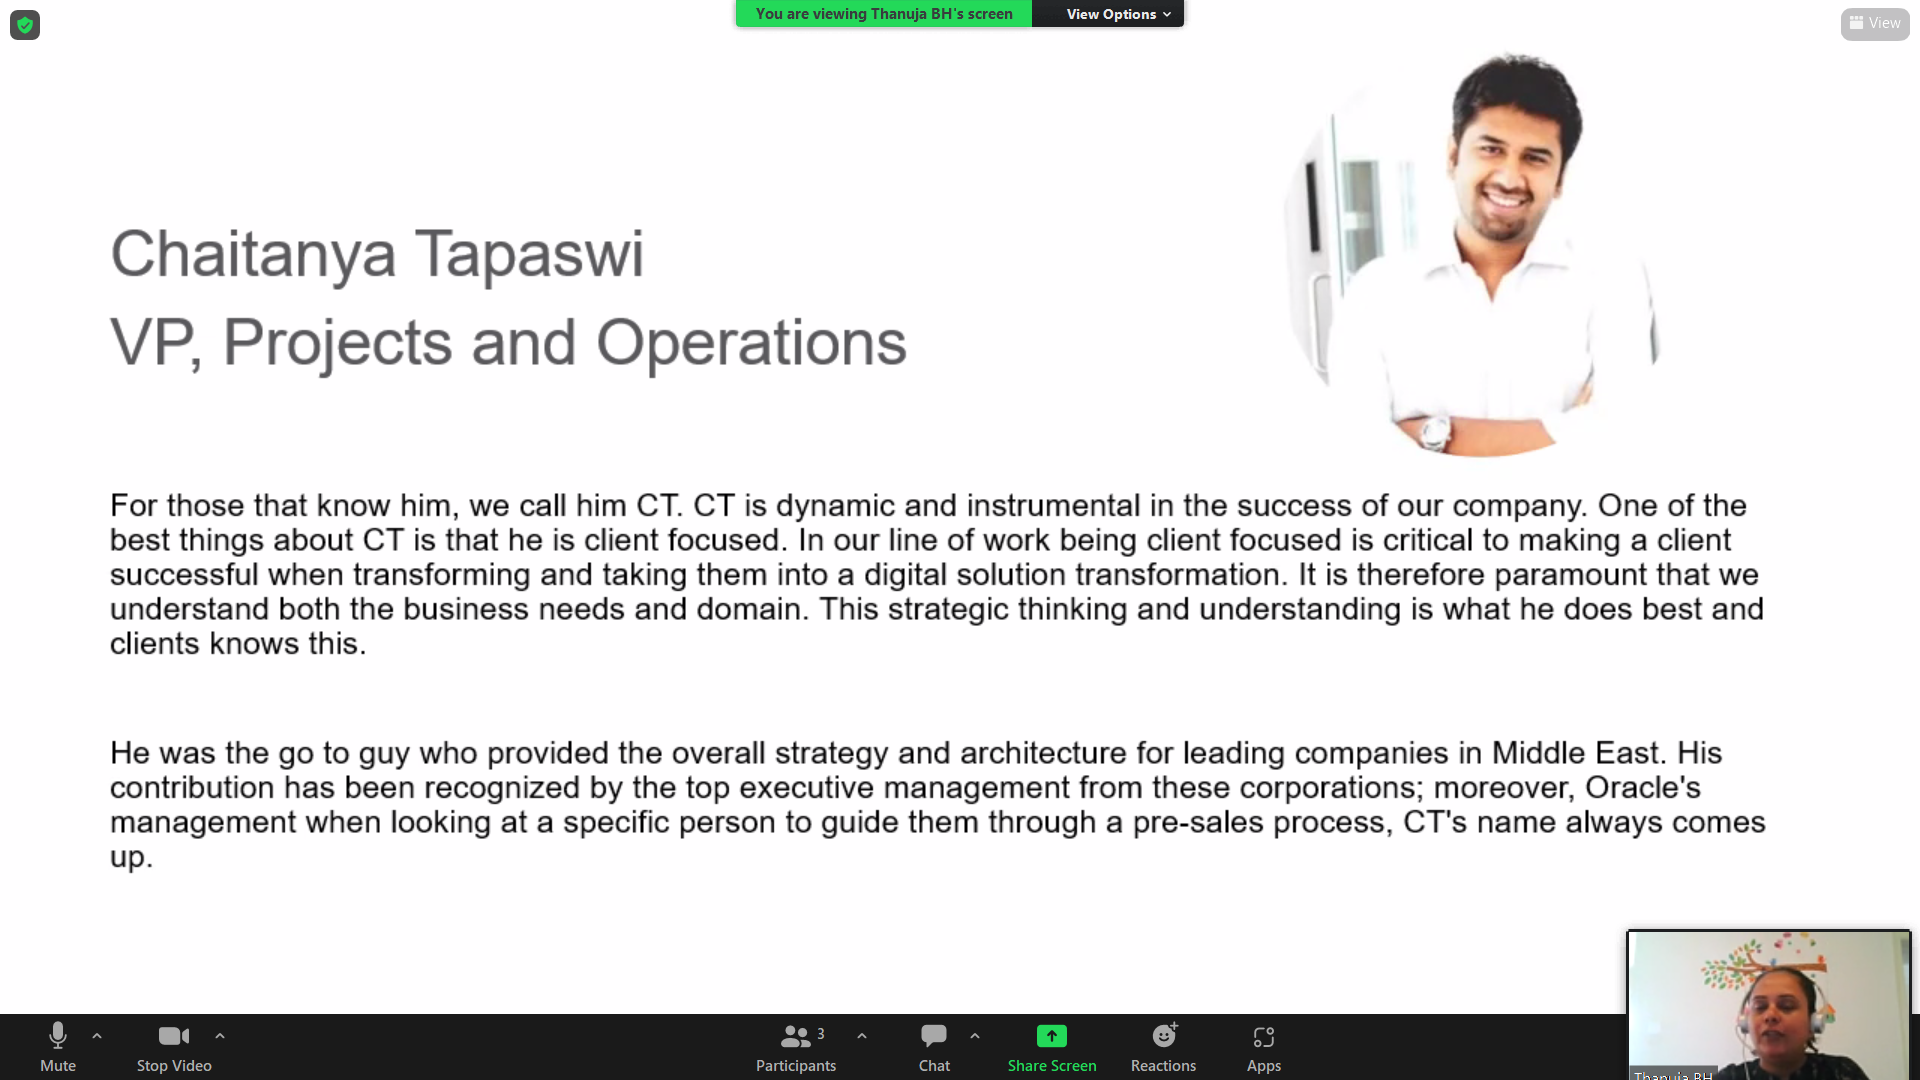 You are viewing Thanuja BH's screen
View Options
View
Chaitanya Tapaswi
VP, Projects and Operations
For those that know him, we call him CT. CT is dynamic and instrumental in the success of our company. One of the
best things about CT is that he is client focused. In our line of work being client focused is critical to making a client
successful when transforming and taking them into a digital solution transformation. It is therefore paramount that we
understand both the business needs and domain. This strategic thinking and understanding is what he does best and
clients knows this.
He was the go to guy who provided the overall strategy and architecture for leading companies in Middle East. His
contribution has been recognized by the top executive management from these corporations; moreover, Oracle's
management when looking at a specific person to guide them through a pre-sales process, CT's name always comes
up.
Mute
Stop Video
3
Participants
Chat
Share Screen
Reactions
Apps
Thanuja BH